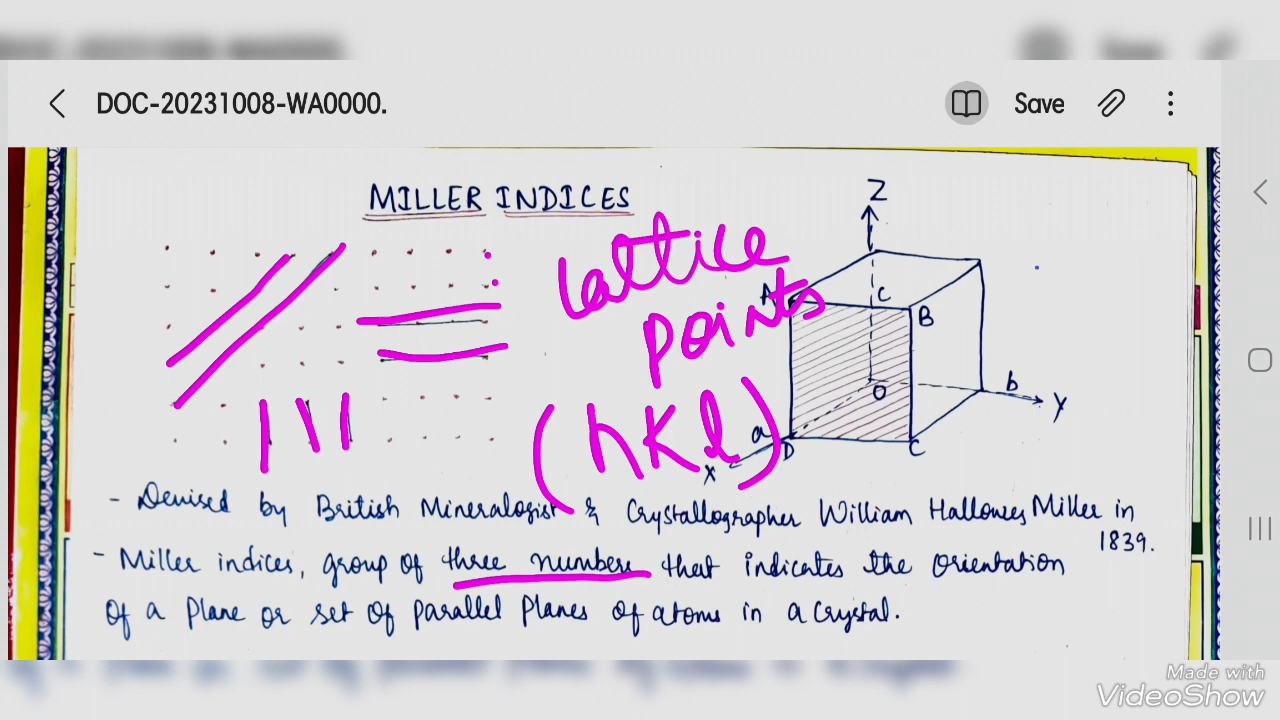 DOC-20231008-WA0000.
Save
MILLER INDICES
Lattice
points
(hkl)
Z
A
C
B
O
b
Y
a
D
C
X
- Devised by British Mineralogist & Crystallographer William Hallowes Miller in
1839.
- Miller indices, group of three numbers that indicates the orientation
of a plane or set of parallel planes of atoms in a crystal.
Made with
VideoShow